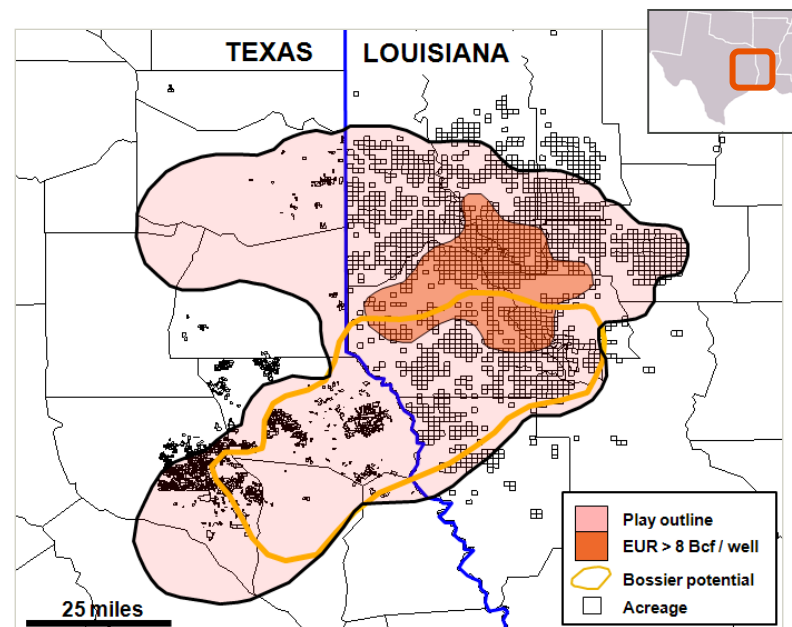 TEXAS LOUISIANA
Play outline
EUR > 8 Bcf / well
Bossier potential
Acreage
25 miles